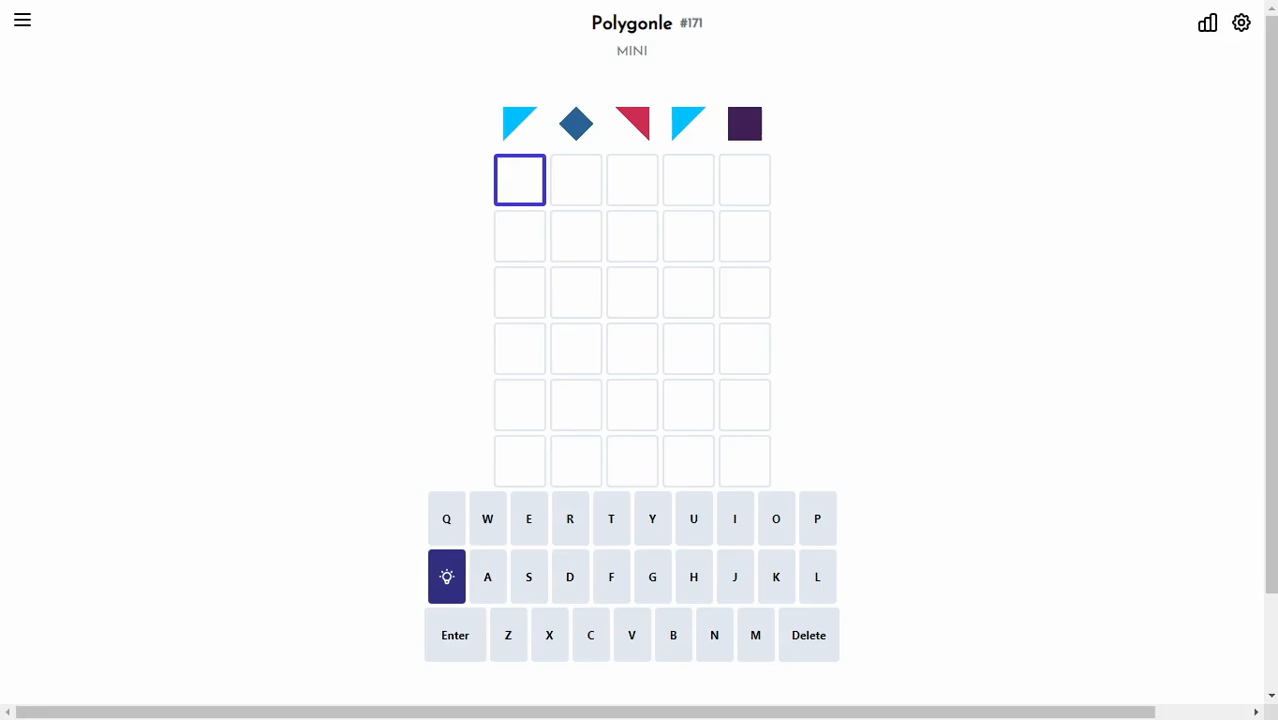 Polygonle #171
MINI
Q W E R T Y U I O P
A S D F G H J K L
Enter Z X C V B N M Delete